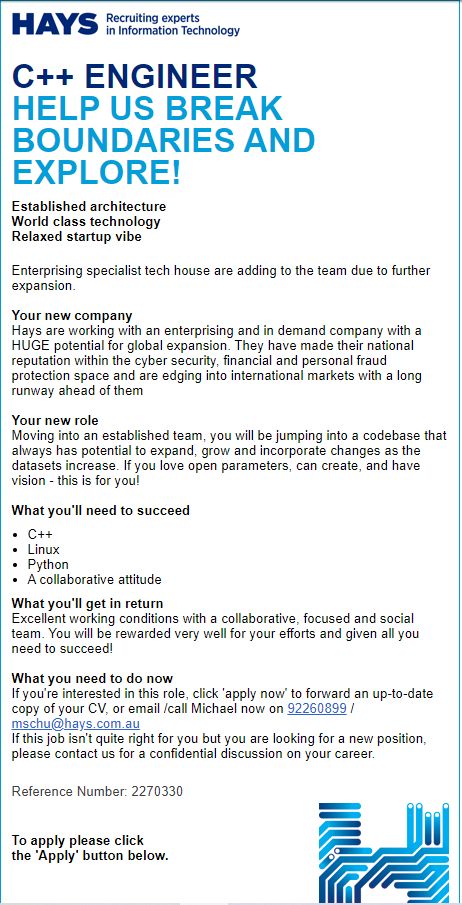 HAYS Recruiting experts
in Information Technology
C++ ENGINEER
HELP US BREAK
BOUNDARIES AND
EXPLORE!
Established architecture
World class technology
Relaxed startup vibe
Enterprising specialist tech house are adding to the team due to further
expansion.
Your new company
Hays are working with an enterprising and in demand company with a
HUGE potential for global expansion. They have made their national
reputation within the cyber security, financial and personal fraud
protection space and are edging into international markets with a long
runway ahead of them
Your new role
Moving into an established team, you will be jumping into a codebase that
always has potential to expand, grow and incorporate changes as the
datasets increase. If you love open parameters, can create, and have
vision - this is for you!
What you'll need to succeed
• C++
• Linux
• Python
• A collaborative attitude
What you'll get in return
Excellent working conditions with a collaborative, focused and social
team. You will be rewarded very well for your efforts and given all you
need to succeed!
What you need to do now
If you're interested in this role, click 'apply now' to forward an up-to-date
copy of your CV, or email /call Michael now on 92260899 /
mschu@hays.com.au
If this job isn't quite right for you but you are looking for a new position,
please contact us for a confidential discussion on your career.
Reference Number: 2270330
To apply please click
the 'Apply' button below.